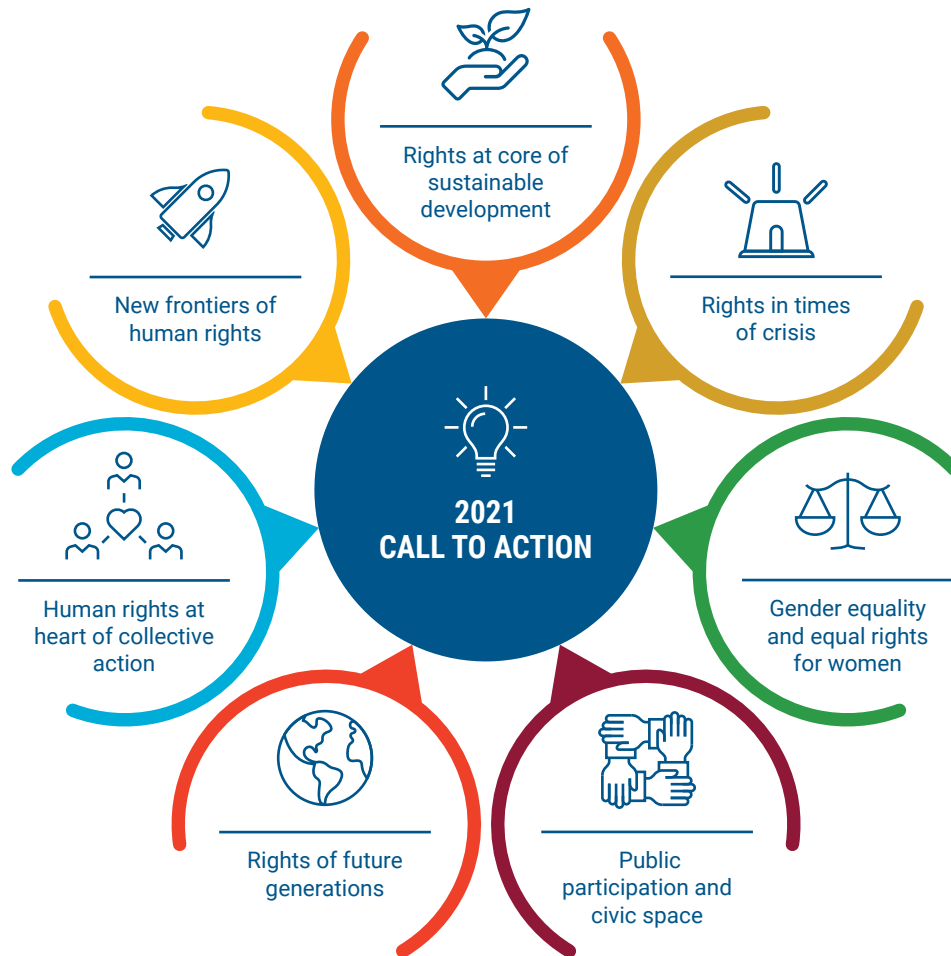 Rights at core of
sustainable
development
Rights in times
of crisis
Gender equality
and equal rights
for women
Public
participation and
civic space
Rights of future
generations
Human rights at
heart of collective
action
New frontiers of
human rights
2021
CALL TO ACTION